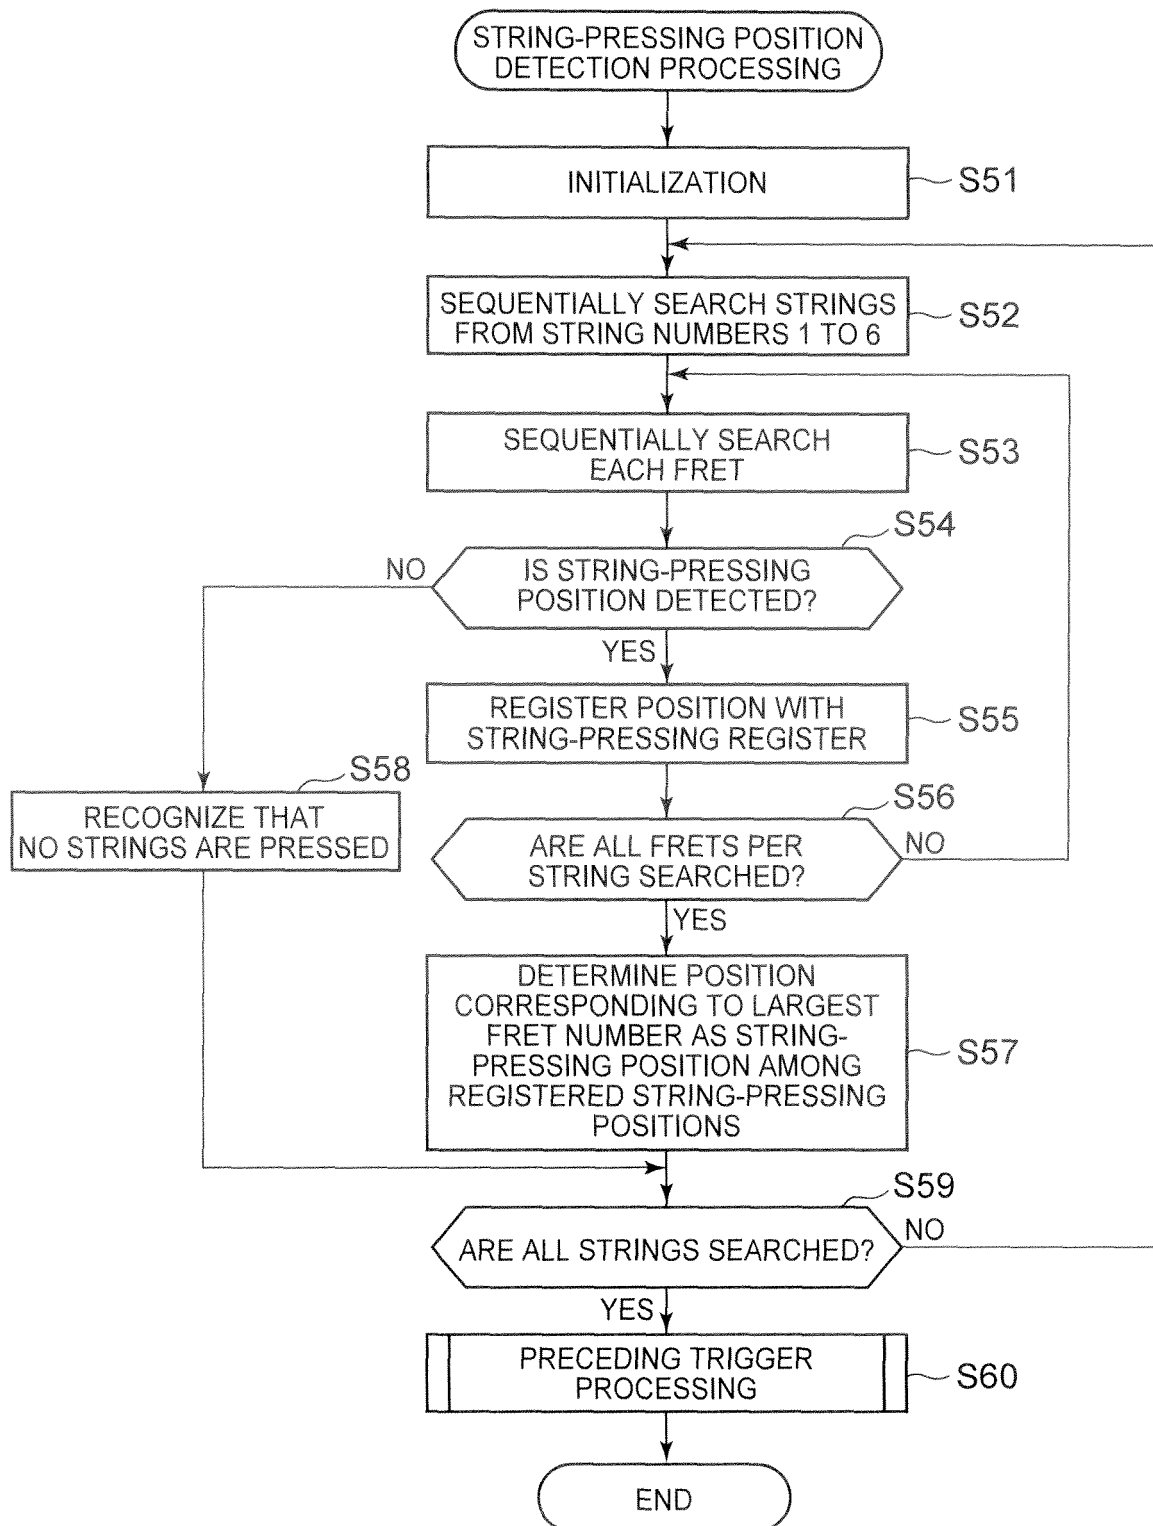 STRING-PRESSING POSITION
DETECTION PROCESSING
INITIALIZATION
S51
SEQUENTIALLY SEARCH STRINGS
FROM STRING NUMBERS 1 TO 6
S52
SEQUENTIALLY SEARCH
EACH FRET
S53
S54
NO
IS STRING-PRESSING
POSITION DETECTED?
YES
REGISTER POSITION WITH
STRING-PRESSING REGISTER
S55
S58
RECOGNIZE THAT
NO STRINGS ARE PRESSED
S56
ARE ALL FRETS PER
STRING SEARCHED?
NO
YES
DETERMINE POSITION
CORRESPONDING TO LARGEST
FRET NUMBER AS STRING-
PRESSING POSITION AMONG
REGISTERED STRING-PRESSING
POSITIONS
S57
S59
ARE ALL STRINGS SEARCHED?
NO
YES
PRECEDING TRIGGER
PROCESSING
S60
END